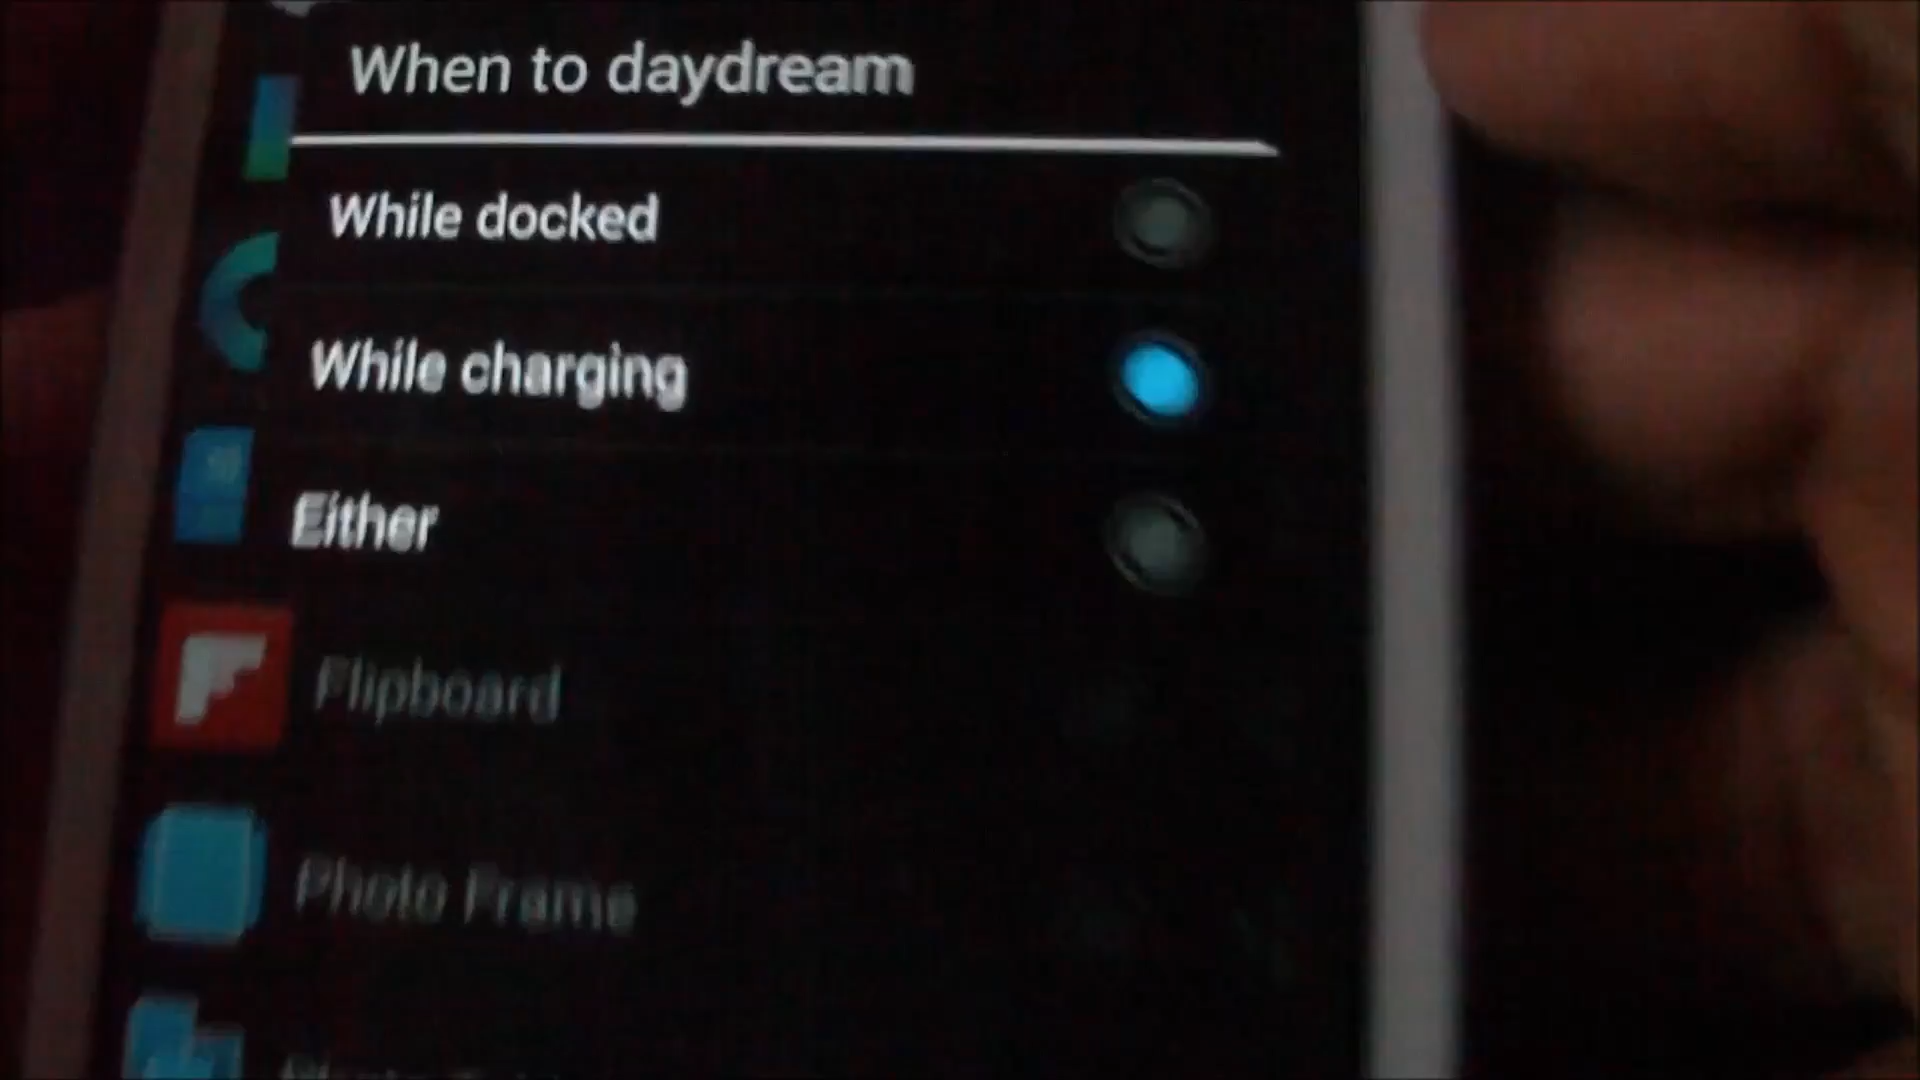 When to daydream
While docked
While charging
Either
Flipboard
Photo Frame